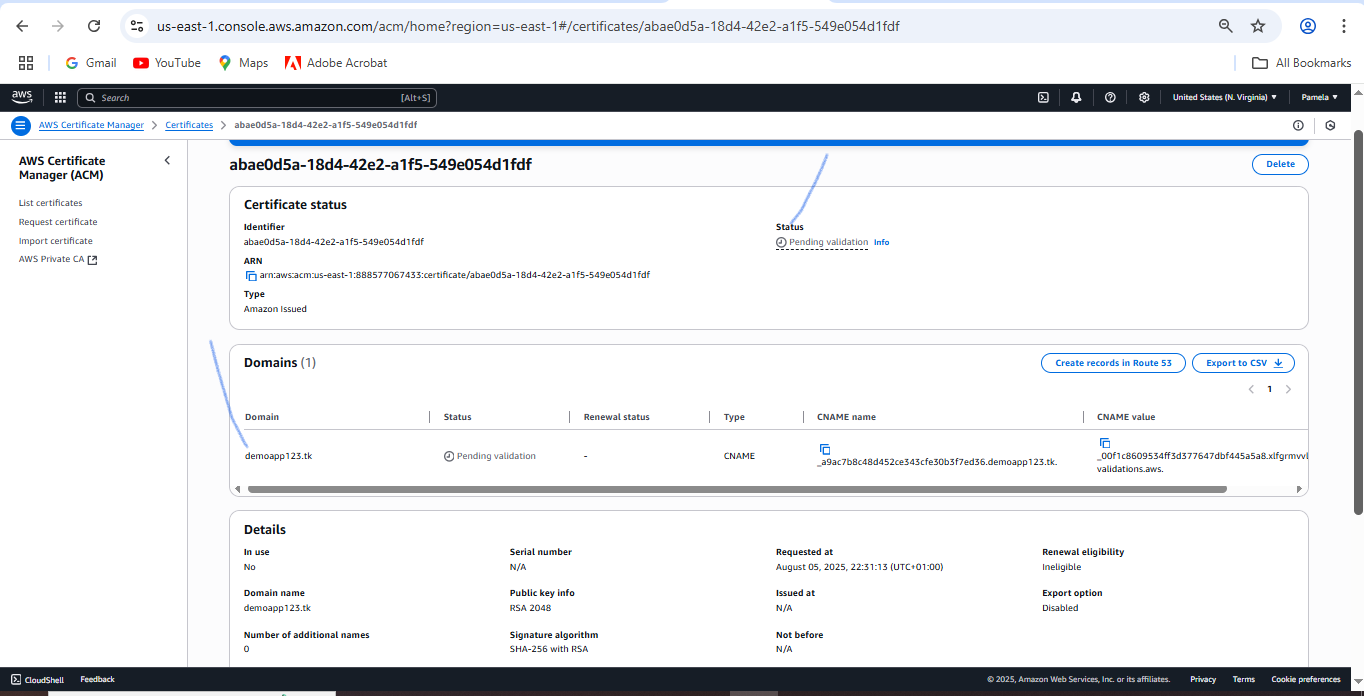 us-east-1.console.aws.amazon.com/acm/home?region=us-east-1#/certificates/abae0d5a-18d4-42e2-a1f5-549e054d1fdf
Gmail YouTube Maps Adobe Acrobat All Bookmarks
aws Search [Alt+S] United States (N. Virginia) Pamela
AWS Certificate Manager Certificates abae0d5a-18d4-42e2-a1f5-549e054d1fdf
AWS Certificate
Manager (ACM)
List certificates
Request certificate
Import certificate
AWS Private CA
abae0d5a-18d4-42e2-a1f5-549e054d1fdf Delete
Certificate status
Identifier Status
abae0d5a-18d4-42e2-a1f5-549e054d1fdf Pending validation Info
ARN
arn:aws:acm:us-east-1:888577067433:certificate/abae0d5a-18d4-42e2-a1f5-549e054d1fdf
Type
Amazon Issued
Domains (1) Create records in Route 53 Export to CSV
1
Domain Status Renewal status Type CNAME name CNAME value
demoapp123.tk Pending validation - CNAME _a9ac7b8c48d452ce343cfe30b3f7ed36.demoapp123.tk. _00f1c8609534ff3d377647dbf445a5a8.xlfgrmvvl
validations.aws.
Details
In use Serial number Requested at Renewal eligibility
No N/A August 05, 2025, 22:31:13 (UTC+01:00) Ineligible
Domain name Public key info Issued at Export option
demoapp123.tk RSA 2048 N/A Disabled
Number of additional names Signature algorithm Not before
0 SHA-256 with RSA N/A
CloudShell Feedback © 2025, Amazon Web Services, Inc. or its affiliates. Privacy Terms Cookie preferences